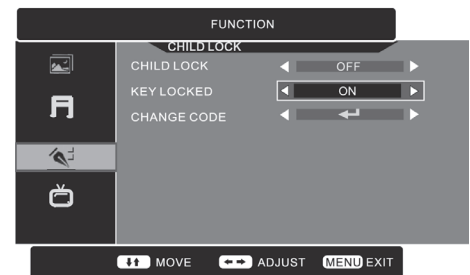 FUNCTION
CHILD LOCK
CHILD LOCK OFF
KEY LOCKED ON
CHANGE CODE
MOVE ADJUST MENU EXIT